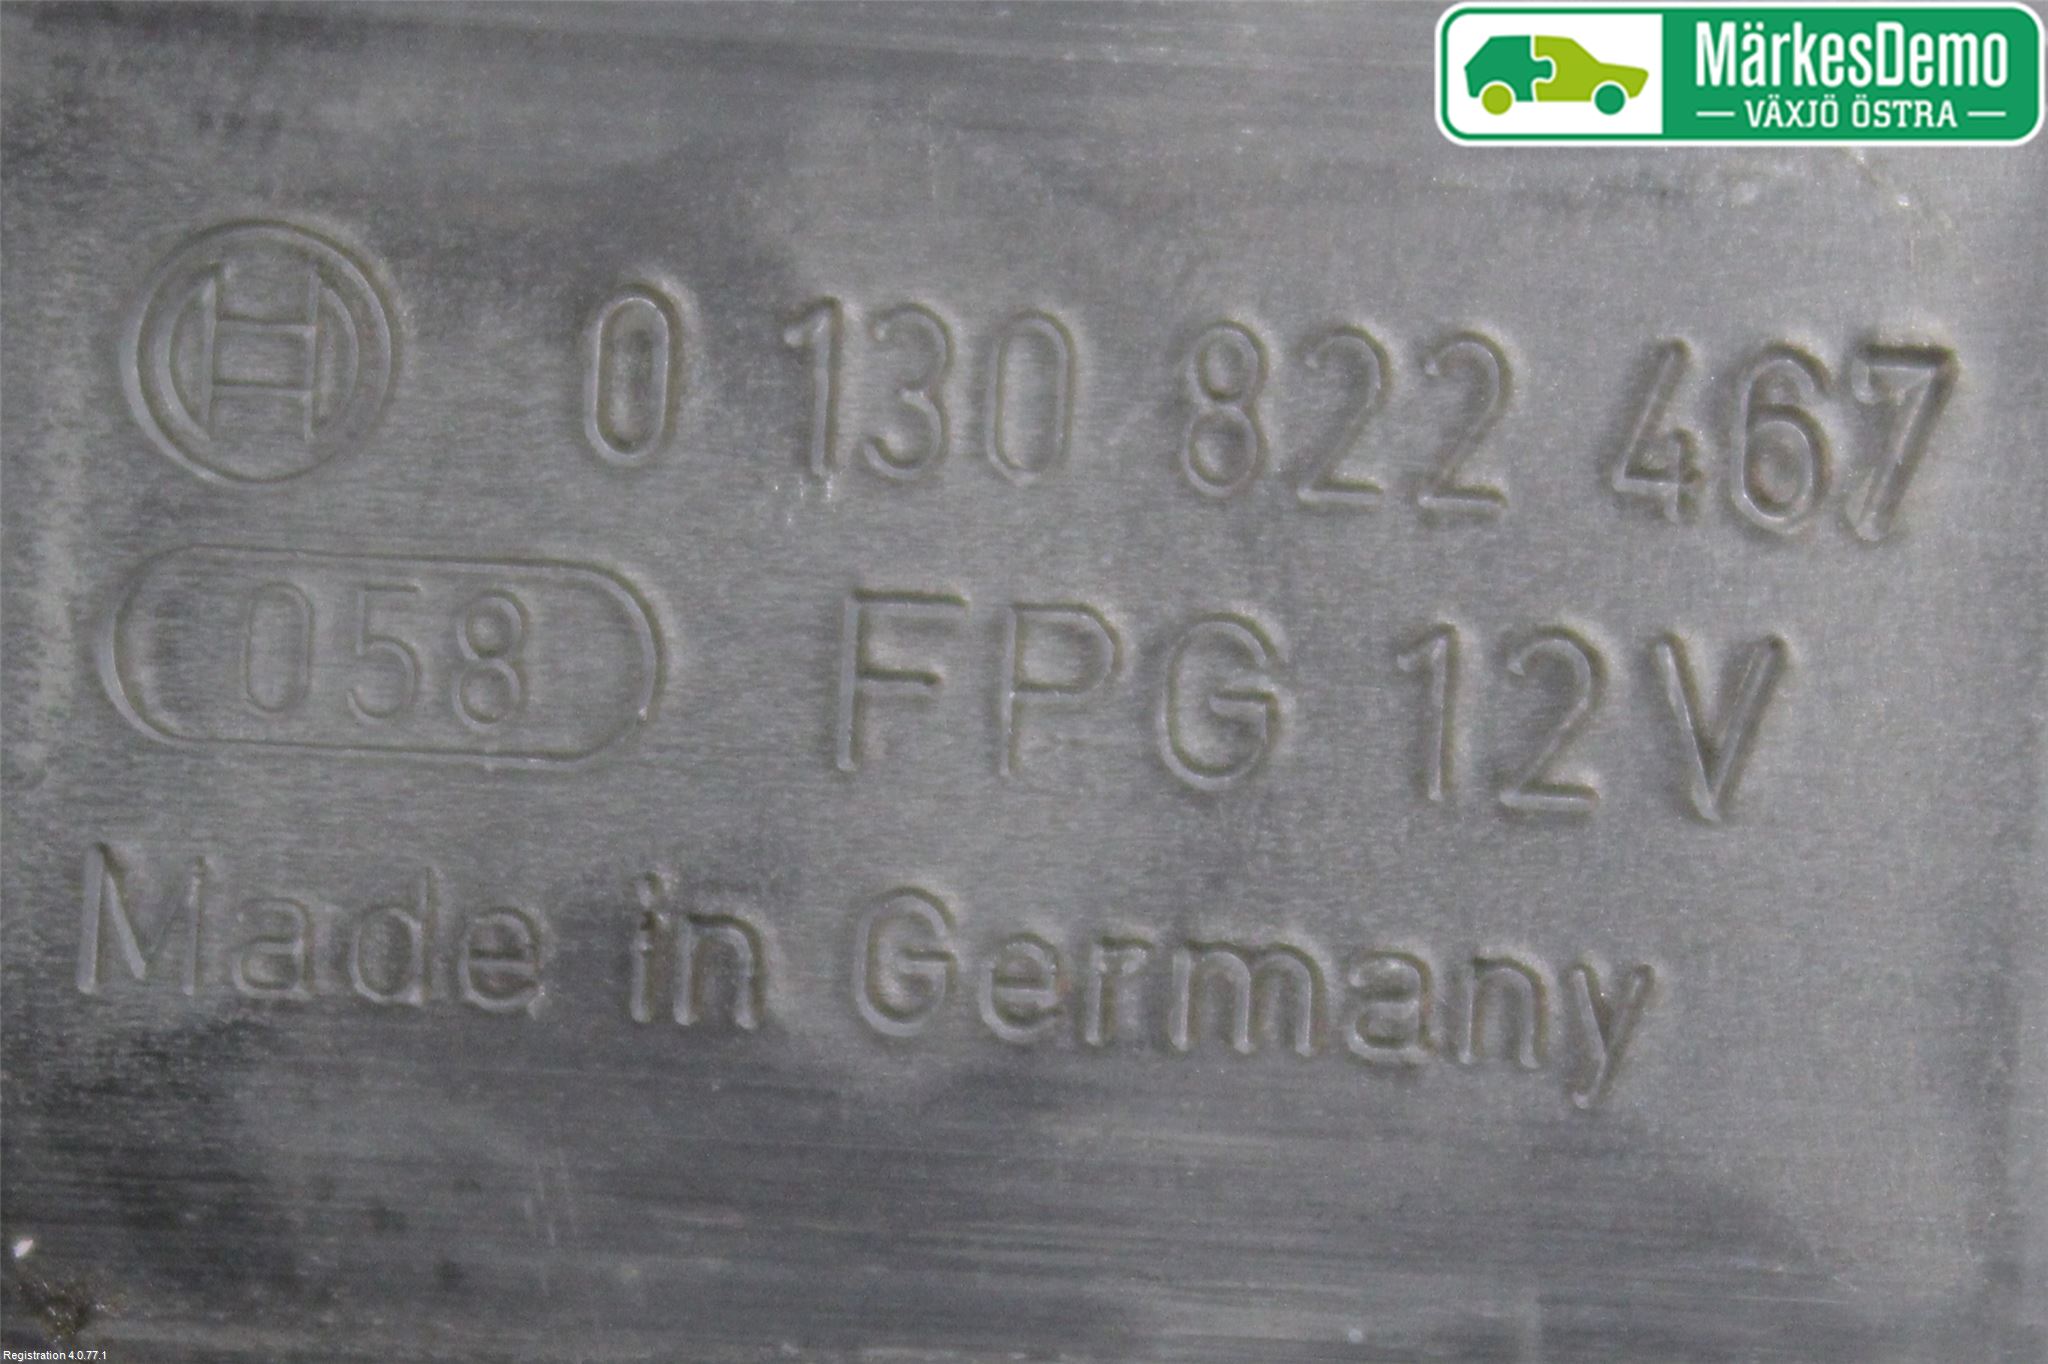 MärkesDemo
VÄXJÖ ÖSTRA
0 130 822 467
058 FPG 12V
Made in Germany
Registration 4.0.77.1